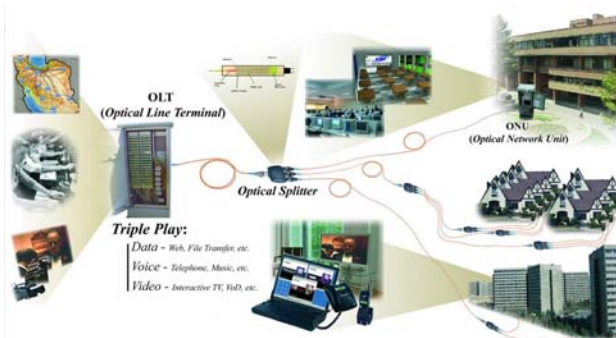 OLT
(Optical Line Terminal)
ONU
(Optical Network Unit)
Optical Splitter
Triple Play:
Data - Web, File Transfer, etc.
Voice - Telephone, Music, etc.
Video - Interactive TV, VoD, etc.